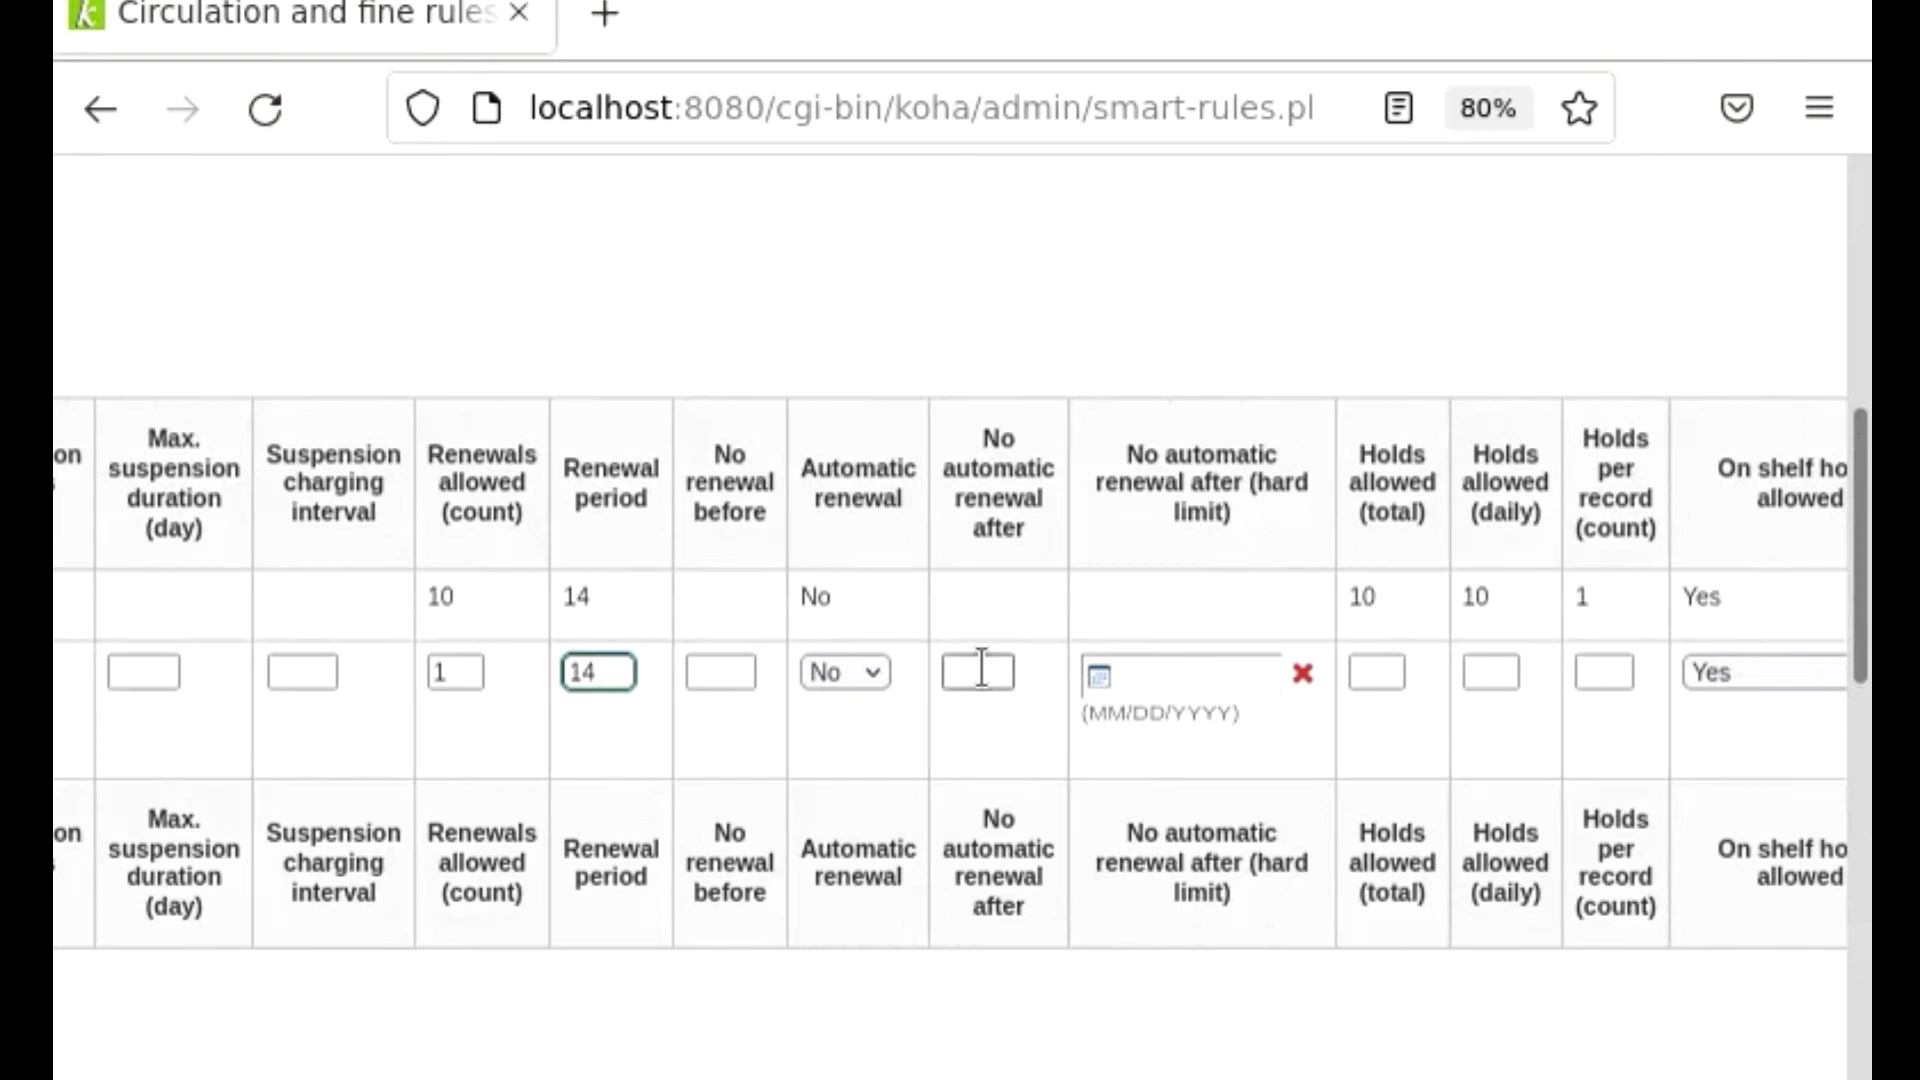 Circulation and fine rules
localhost:8080/cgi-bin/koha/admin/smart-rules.pl 80%
on
Max. suspension duration (day)
Suspension charging interval
Renewals allowed (count)
Renewal period
No renewal before
Automatic renewal
No automatic renewal after
No automatic renewal after (hard limit)
Holds allowed (total)
Holds allowed (daily)
Holds per record (count)
On shelf ho allowed
10 14 No 10 10 1 Yes
1 14 No Yes
(MM/DD/YYYY)
on
Max. suspension duration (day)
Suspension charging interval
Renewals allowed (count)
Renewal period
No renewal before
Automatic renewal
No automatic renewal after
No automatic renewal after (hard limit)
Holds allowed (total)
Holds allowed (daily)
Holds per record (count)
On shelf ho allowed